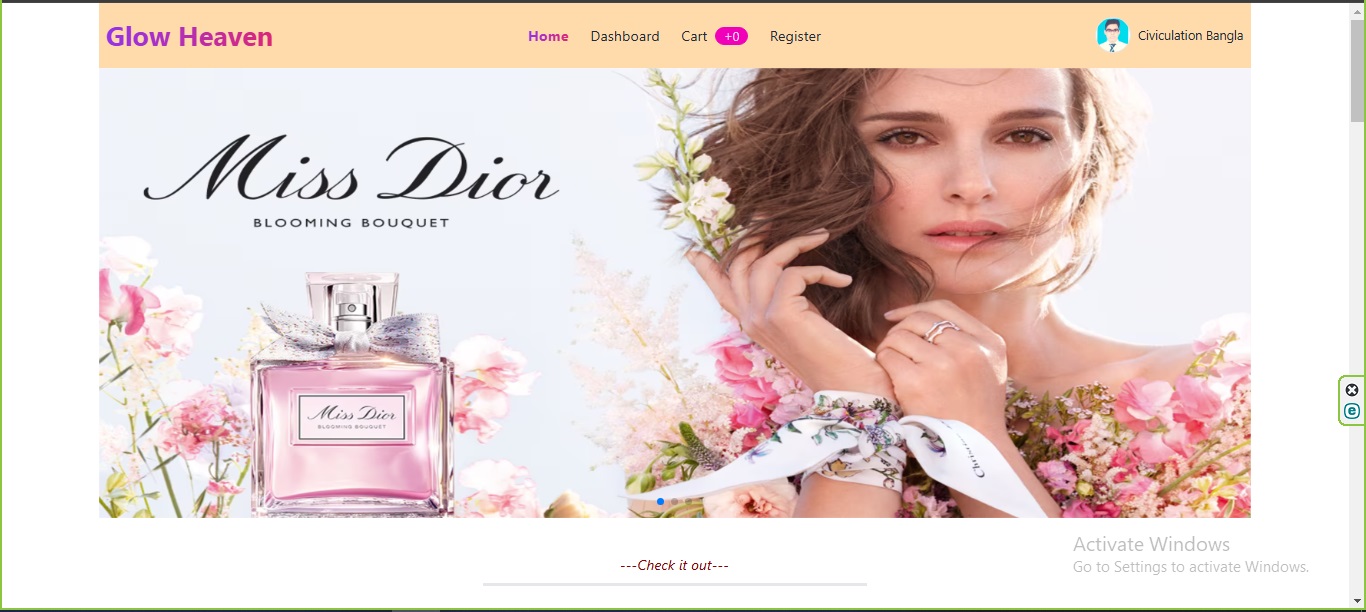 Glow Heaven
Home Dashboard Cart +0 Register
Civiculation Bangla
Miss Dior
BLOOMING BOUQUET
Miss Dior
BLOOMING BOUQUET
Christian
---Check it out---
Activate Windows
Go to Settings to activate Windows.